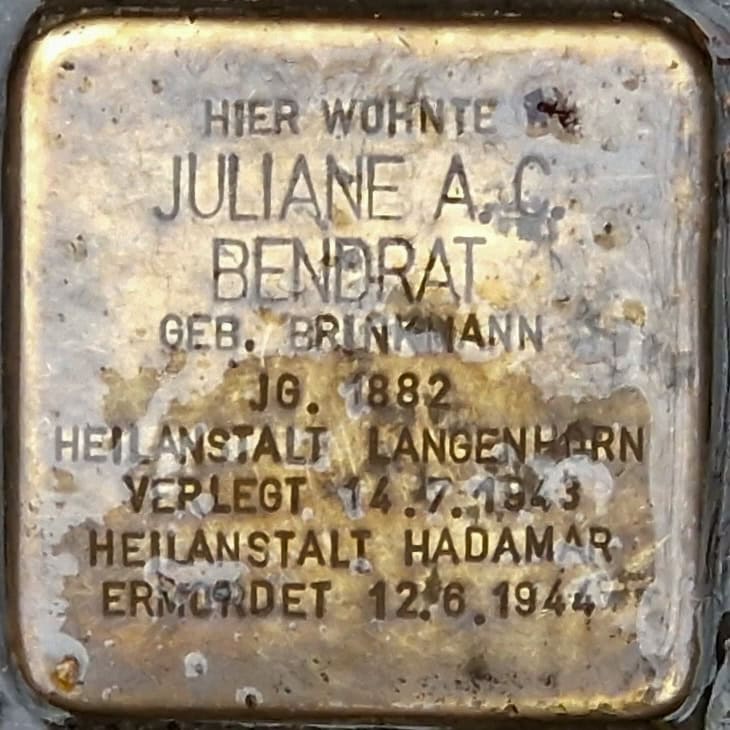 HIER WOHNTE
JULIANE A. C.
BENDRAT
GEB. BRINKMANN
JG. 1882
HEILANSTALT LANGENHORN
VERLEGT 14.7.1943
HEILANSTALT HADAMAR
ERMORDET 12.6.1944